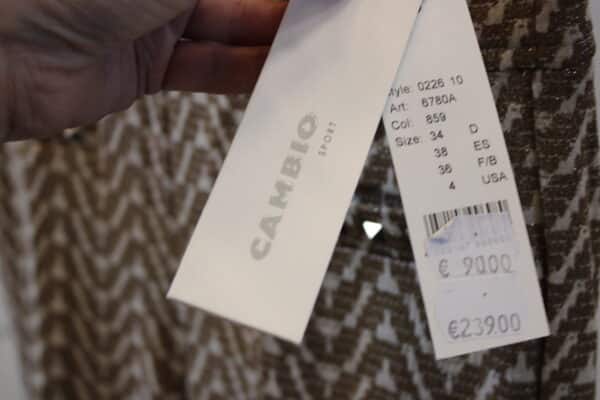 CAMBIO
SPORT
Style: 0226 10
Art: 6780A
Col: 859
Size: 34 D
38 ES
36 F/B
4 USA
€ 90.00
€239.00